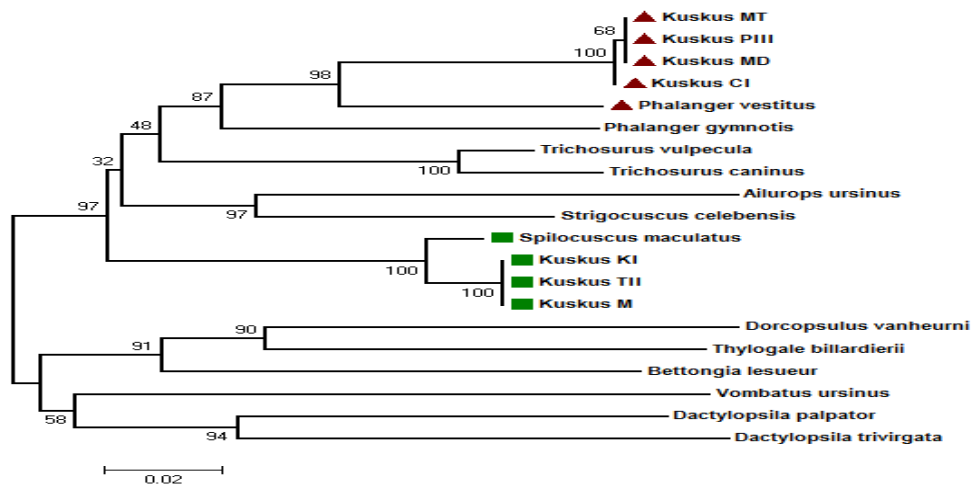 68
Kuskus MT
Kuskus PIII
100
Kuskus MD
98
Kuskus CI
87
Phalanger vestitus
48
Phalanger gymnotis
32
Trichosurus vulpecula
100
Trichosurus caninus
97
Ailurops ursinus
97
Strigocuscus celebensis
Spilocuscus maculatus
100
Kuskus KI
Kuskus TII
100
Kuskus M
90
Dorcopsulus vanheurni
91
Thylogale billardierii
Bettongia lesueur
58
Vombatus ursinus
Dactylopsila palpator
94
Dactylopsila trivirgata
0.02